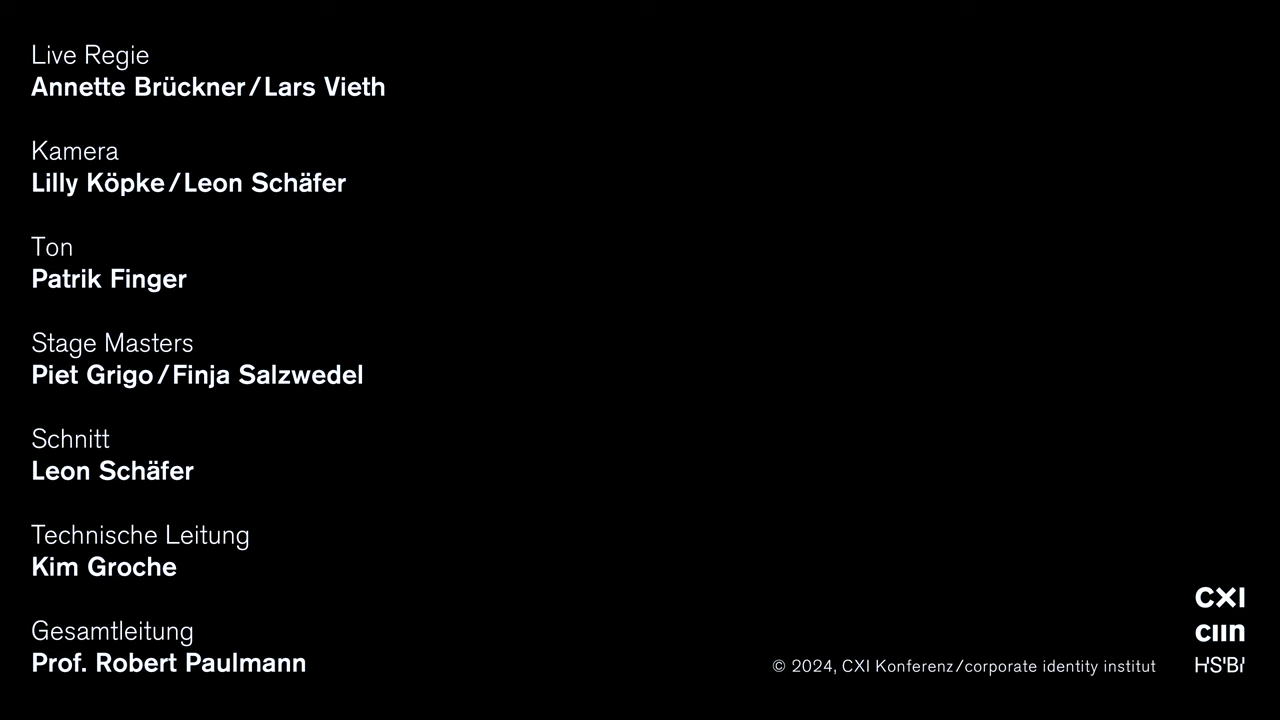 Live Regie
Annette Brückner/Lars Vieth
Kamera
Lilly Köpke/Leon Schäfer
Ton
Patrik Finger
Stage Masters
Piet Grigo/Finja Salzwedel
Schnitt
Leon Schäfer
Technische Leitung
Kim Groche
Gesamtleitung
Prof. Robert Paulmann
© 2024, CXI Konferenz/corporate identity institut
CXI
ciin
HSBI